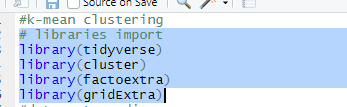 Source on Save
#k-mean clustering
# libraries import
library(tidyverse)
library(cluster)
library(factoextra)
library(gridExtra)